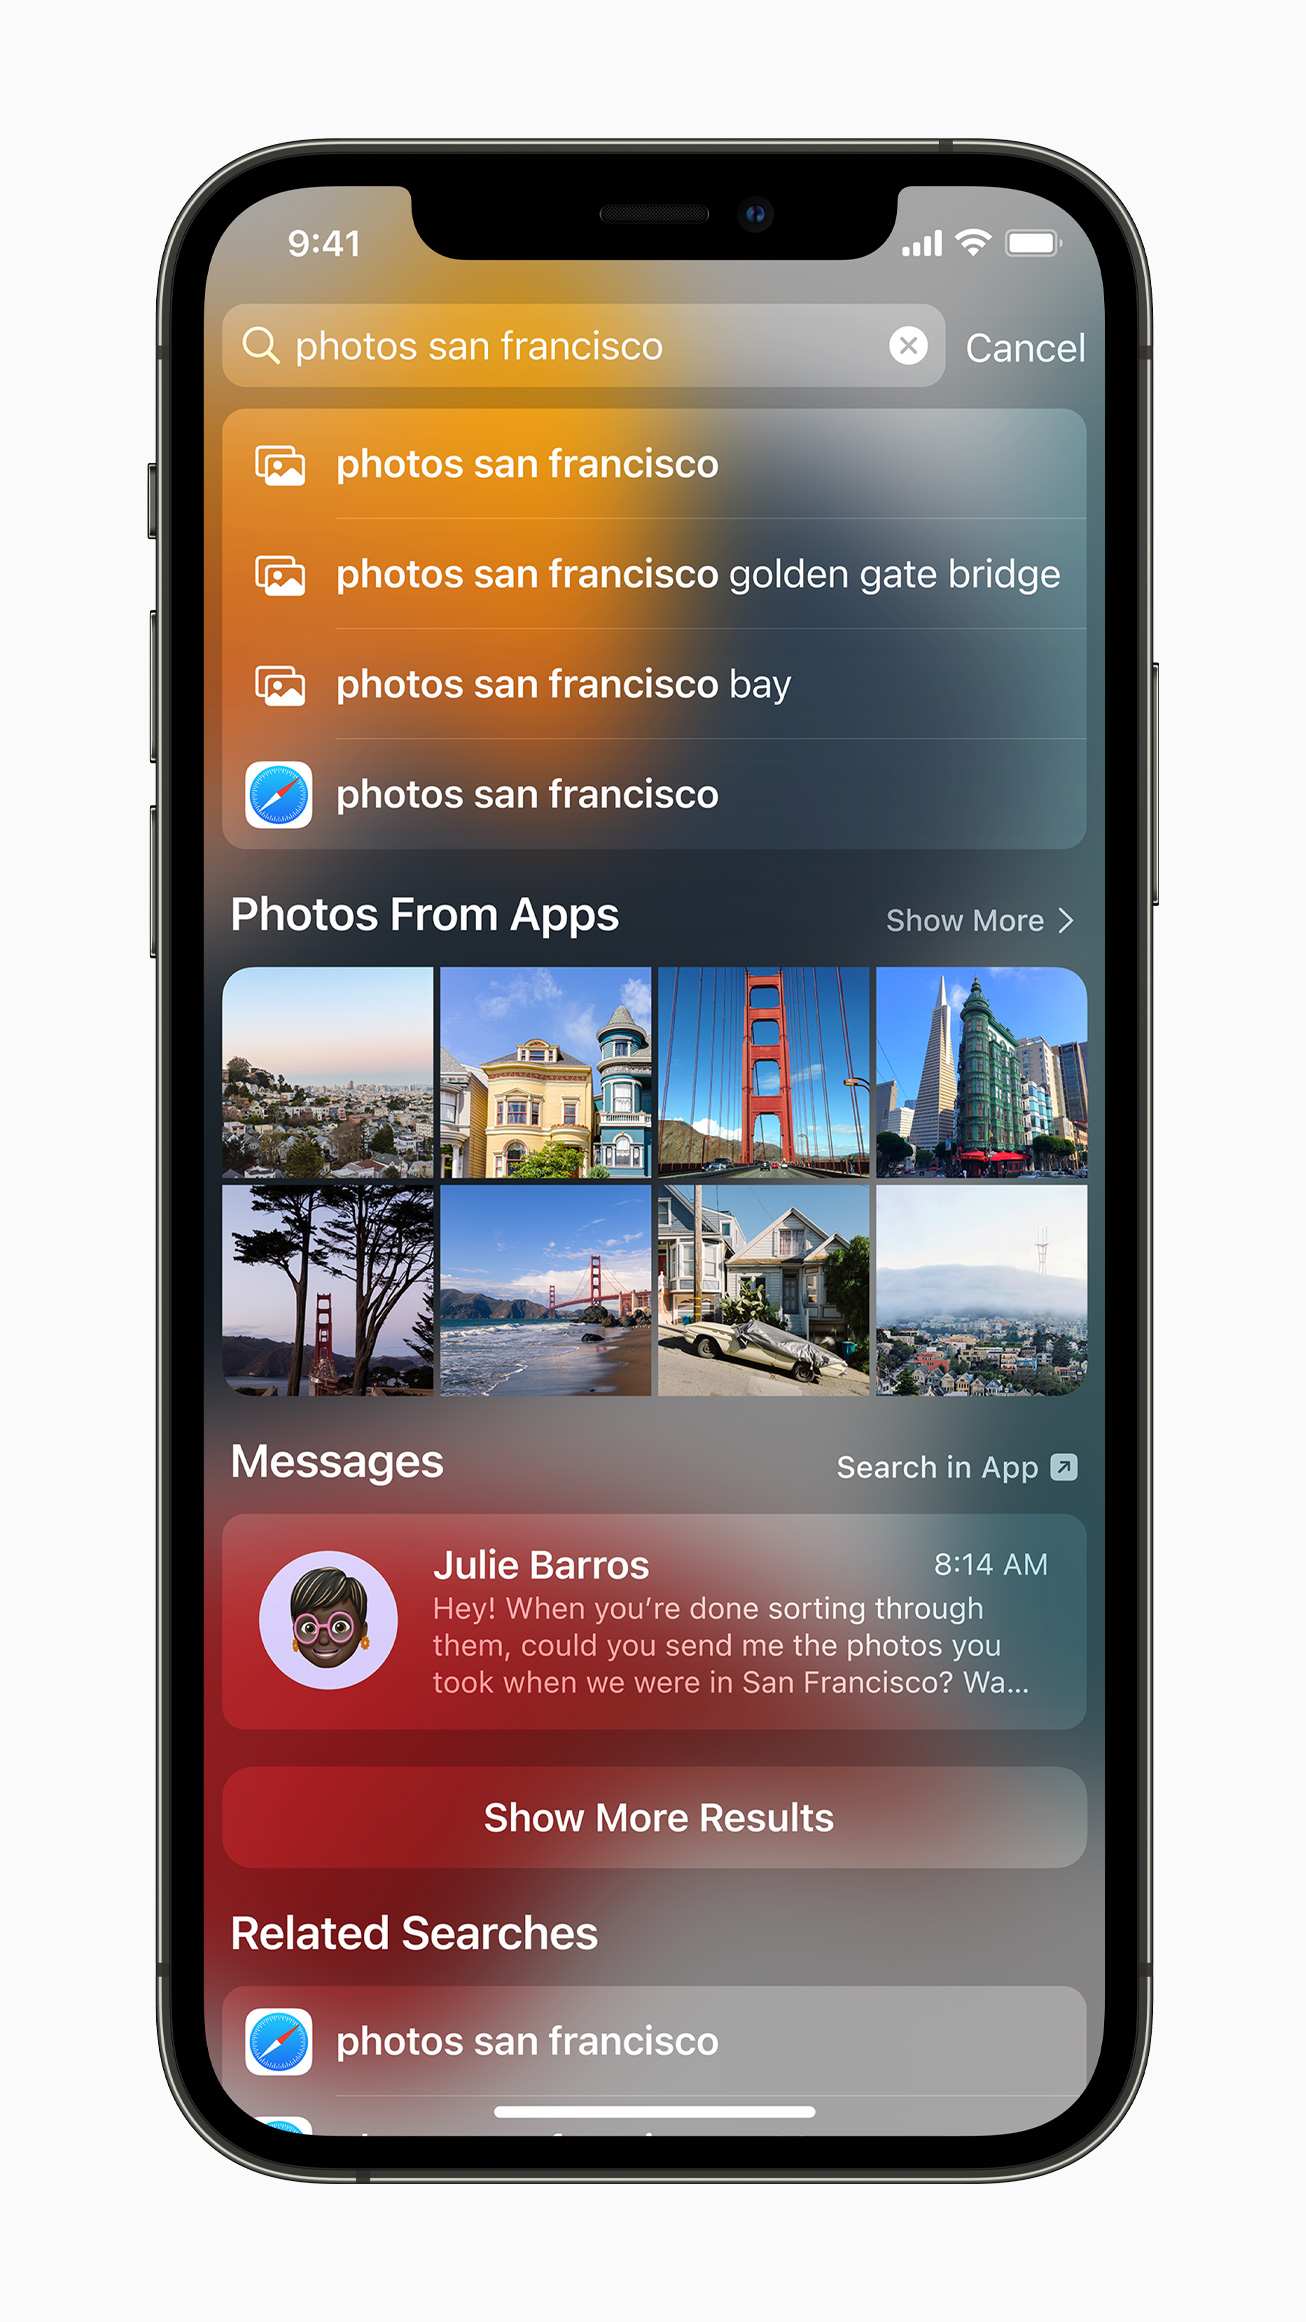 9:41
photos san francisco
Cancel
photos san francisco
photos san francisco golden gate bridge
photos san francisco bay
photos san francisco
Photos From Apps
Show More
Messages
Search in App
Julie Barros
8:14 AM
Hey! When you’re done sorting through
them, could you send me the photos you
took when we were in San Francisco? Wa...
Show More Results
Related Searches
photos san francisco